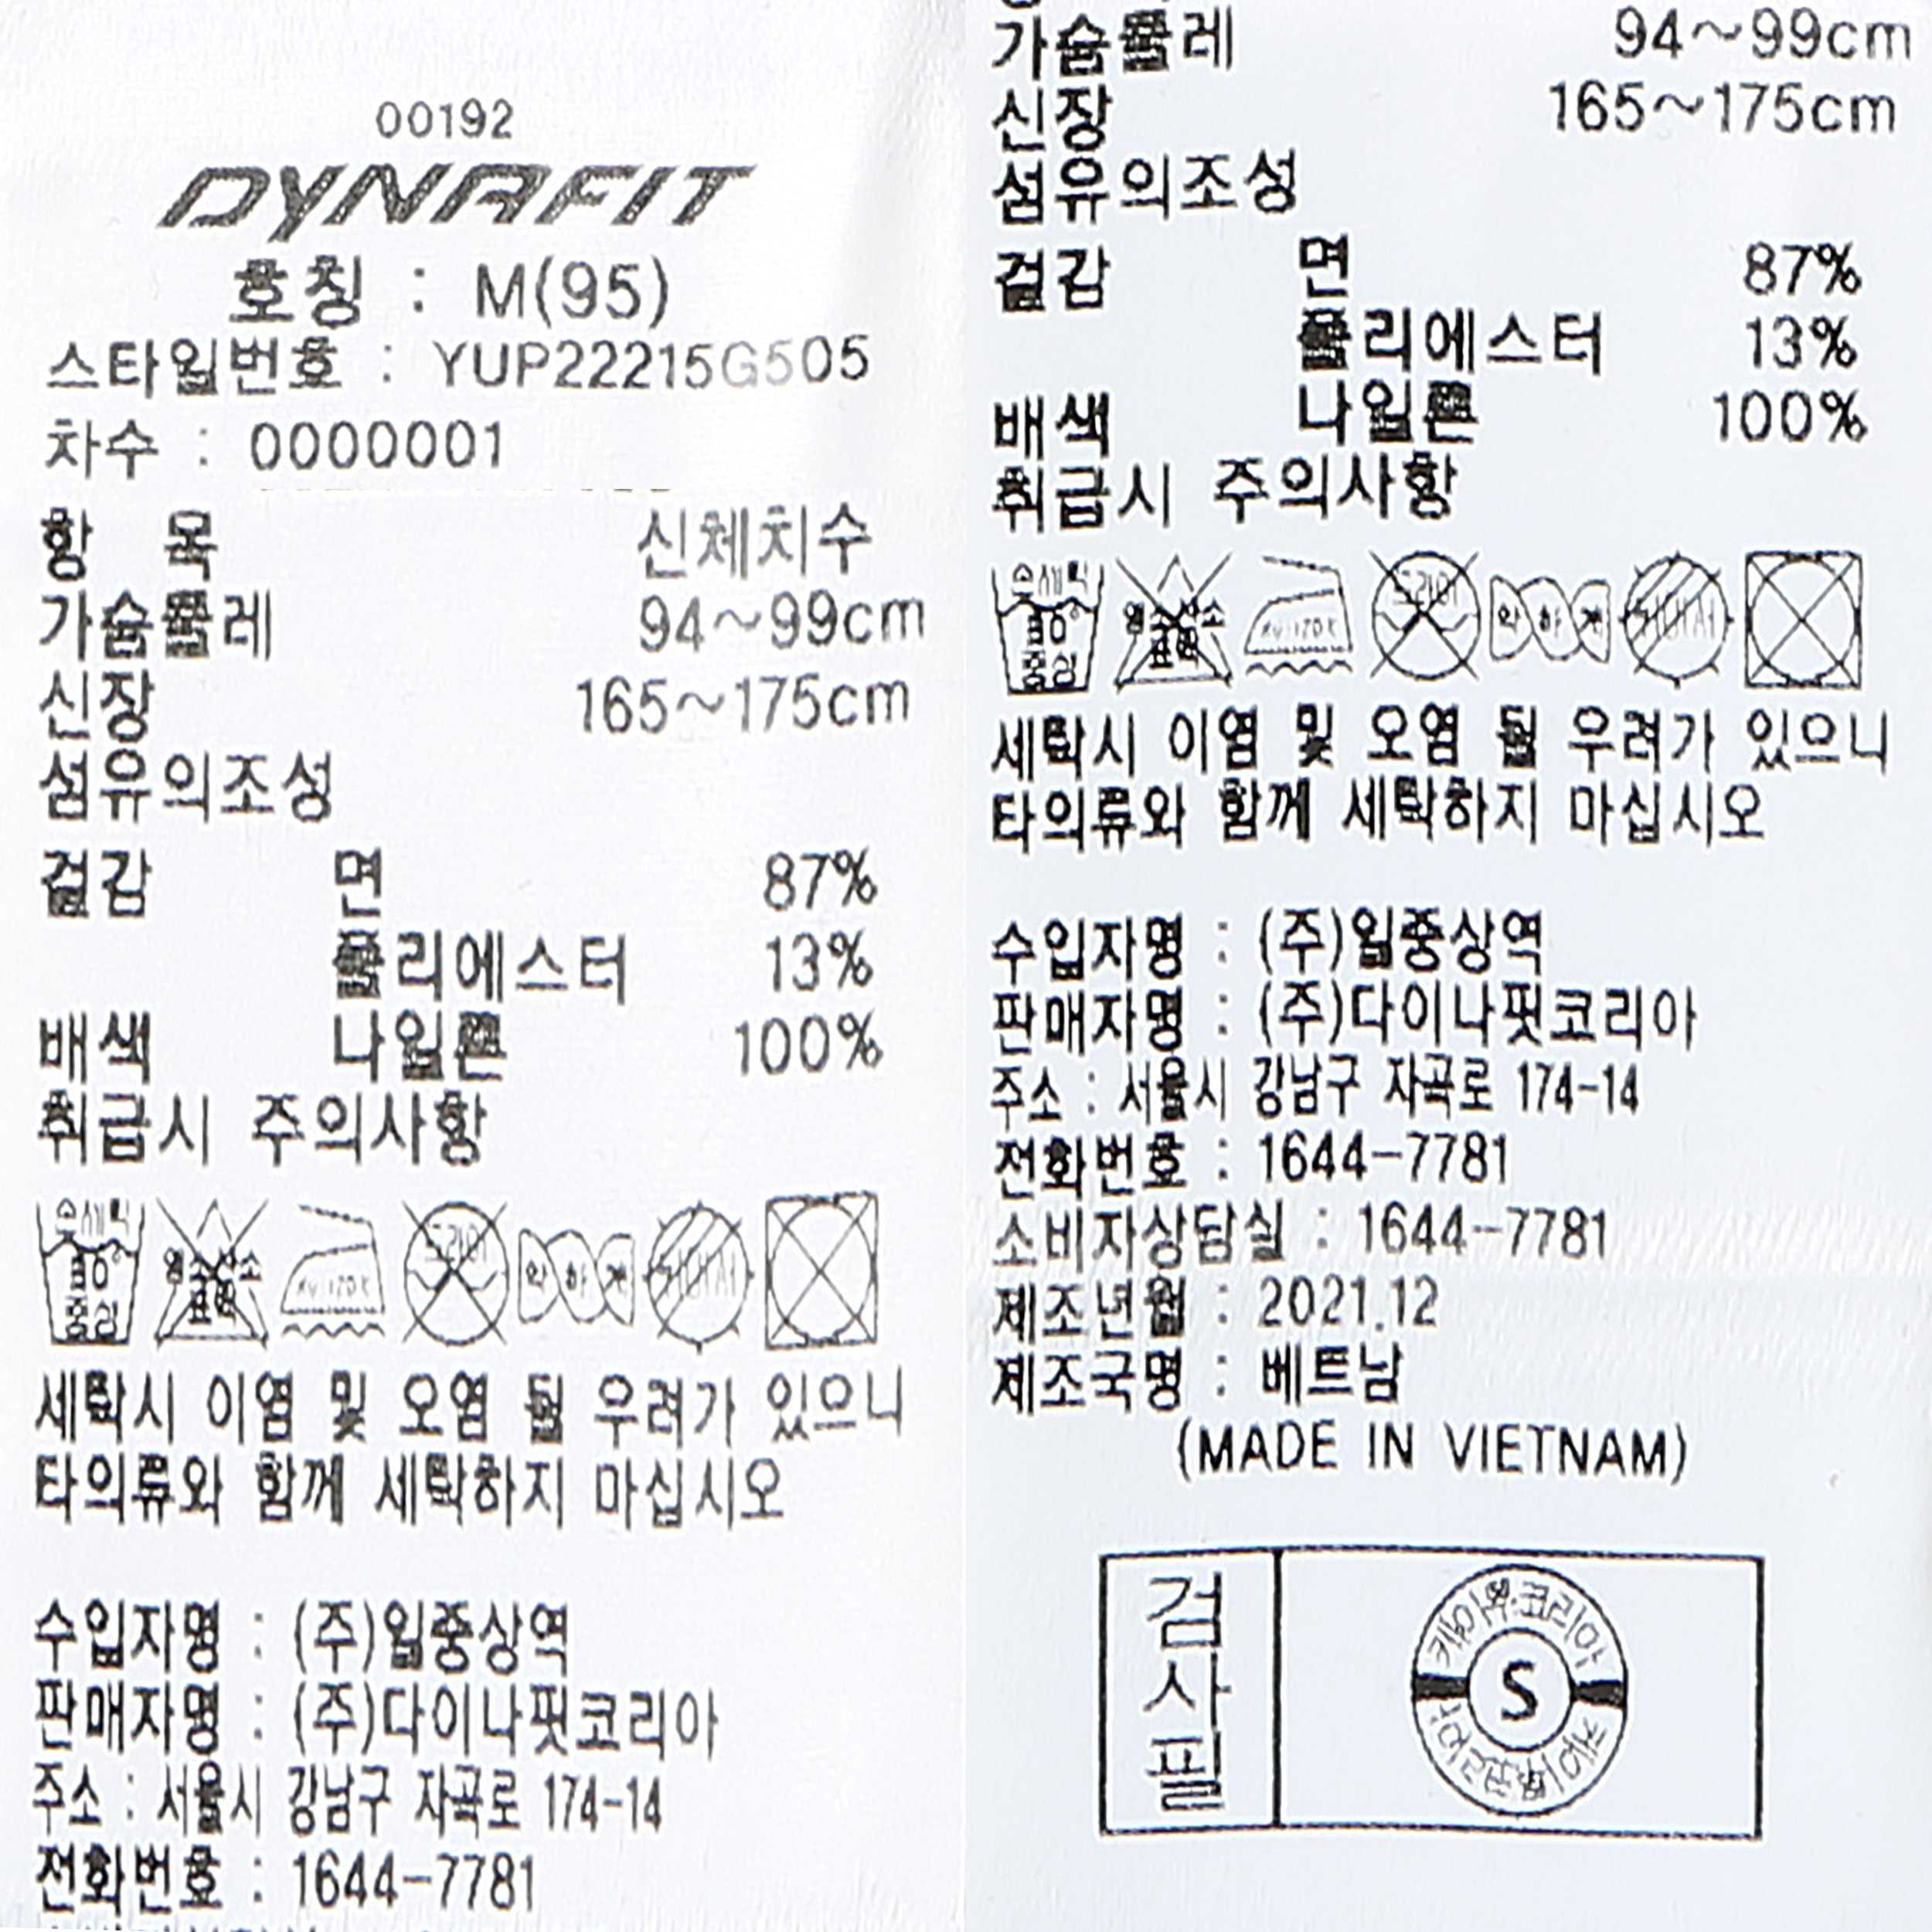 00192
DYNAFIT
호칭 : M(95)
스타일번호 : YUP22215G505
차수 : 0000001
항 목 신체치수
가슴둘레 94~99cm
신장 165~175cm
섬유의조성
겉감 면 87%
폴리에스터 13%
배색 나일론 100%
취급시 주의사항
약하게
세탁시 이염 및 오염 될 우려가 있으니
타의류와 함께 세탁하지 마십시오
수입자명 : (주)일중상역
판매자명 : (주)다이나핏코리아
주소 : 서울시 강남구 자곡로 174-14
전화번호 : 1644-7781
가슴둘레 94~99cm
신장 165~175cm
섬유의조성
겉감 면 87%
폴리에스터 13%
배색 나일론 100%
취급시 주의사항
약하게
세탁시 이염 및 오염 될 우려가 있으니
타의류와 함께 세탁하지 마십시오
수입자명 : (주)일중상역
판매자명 : (주)다이나핏코리아
주소 : 서울시 강남구 자곡로 174-14
전화번호 : 1644-7781
소비자상담실 : 1644-7781
제조년월 : 2021.12
제조국명 : 베트남
(MADE IN VIETNAM)
검사필
S